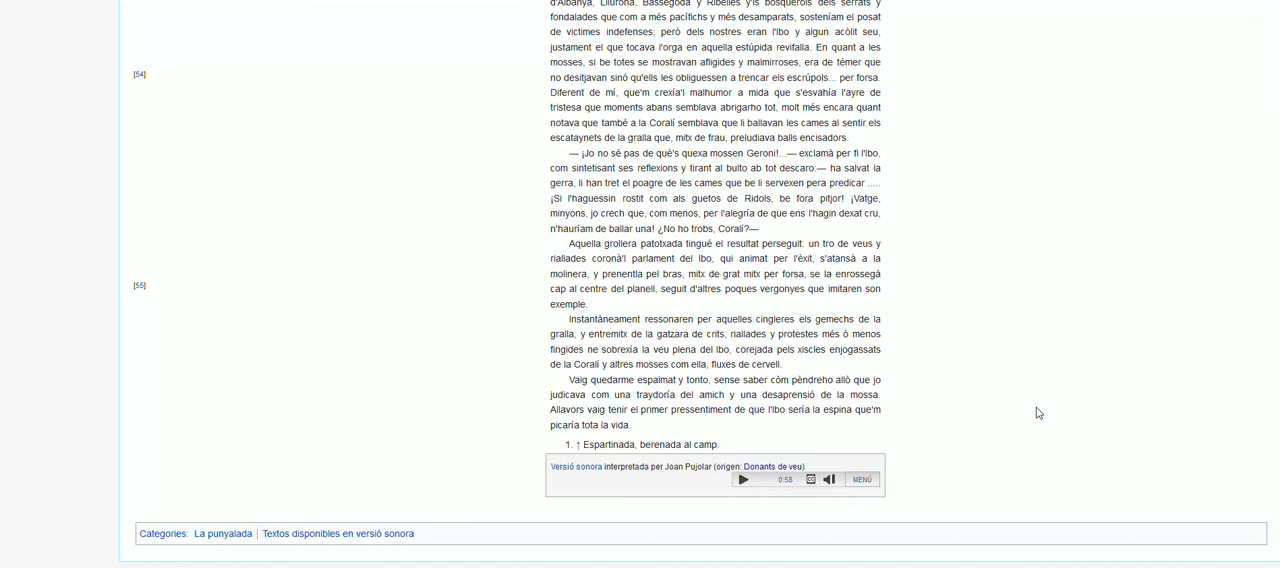 d'Albanyà, Lliurona, Bassegoda y Ribelles y'ls bosquerols dels serrats y
fondalades que com a més pacífichs y més desamparats, sosteníam el posat
de victimes indefenses; però dels nostres eran l'Ibo y algun acòlit seu,
justament el que tocava l'orga en aquella estúpida revifalla. En quant a les
[54]
mosses, si be totes se mostravan afligides y malmirroses, era de témer que
no desitjavan sinó qu'ells les obliguessen a trencar els escrúpols... per forsa.
Diferent de mí, que'm crexía'l malhumor a mida que s'esvahía l'ayre de
tristesa que moments abans semblava abrigarho tot, molt més encara quant
notava que també a la Coralí semblava que li ballavan les cames al sentir els
escataynets de la gralla que, mitx de frau, preludiava balls encisadors.
— ¡Jo no sé pas de què's quexa mossen Geroni!...— exclamà per fi l'Ibo,
com sintetisant ses reflexions y tirant al bulto ab tot descaro:— ha salvat la
gerra, li han tret el poagre de les cames que be li servexen pera predicar .....
¡Si l'haguessin rostit com als guetos de Ridols, be fora pitjor! ¡Vatge,
minyons, jo crech que, com menos, per l'alegría de que ens l'hagin dexat cru,
n'hauríam de ballar una! ¿No ho trobs, Coralí?—
Aquella grollera patotxada tingué el resultat perseguit: un tro de veus y
riallades coronà'l parlament del Ibo, qui animat per l'èxit, s'atansà a la
molinera, y prenentla pel bras, mitx de grat mitx per forsa, se la enrossegà
[55]
cap al centre del planell, seguit d'altres poques vergonyes que imitaren son
exemple.
Instantàneament ressonaren per aquelles cingleres els gemechs de la
gralla, y entremitx de la gatzara de crits, riallades y protestes més ò menos
fingides ne sobrexía la veu plena del Ibo, corejada pels xiscles enjogassats
de la Coralí y altres mosses com ella, fluxes de cervell.
Vaig quedarme espalmat y tonto, sense saber còm pèndreho allò que jo
judicava com una traydoría del amich y una desaprensió de la mossa.
Allavors vaig tenir el primer pressentiment de que l'Ibo sería la espina que'm
picaría tota la vida.
1. ↑ Espartinada, berenada al camp.
Versió sonora interpretada per Joan Pujolar (origen: Donants de veu)
0:58 CC MENÚ
Categories: La punyalada | Textos disponibles en versió sonora